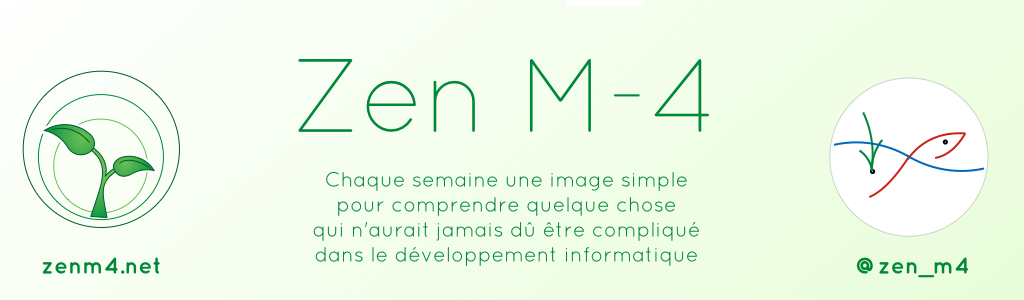 Zen M-4
Chaque semaine une image simple
pour comprendre quelque chose
qui n'aurait jamais dû être compliqué
dans le développement informatique
zenm4.net
@zen_m4